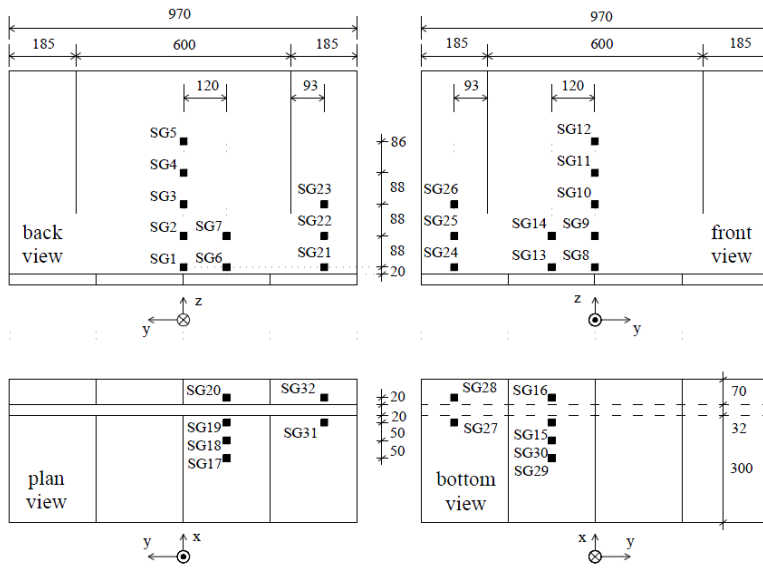 970
970
185
600
185
185
600
185
120
93
93
120
SG5
86
SG12
SG4
SG11
88
SG3
SG23
SG26
SG10
88
SG2
SG7
SG22
SG25
SG14
SG9
back
view
front
view
88
SG1
SG6
SG21
SG24
SG13
SG8
20
z
y
z
y
SG20
SG32
20
SG28
SG16
70
20
SG19
SG31
SG27
32
50
SG18
SG15
50
SG17
SG30
SG29
plan
view
bottom
view
300
x
y
x
y